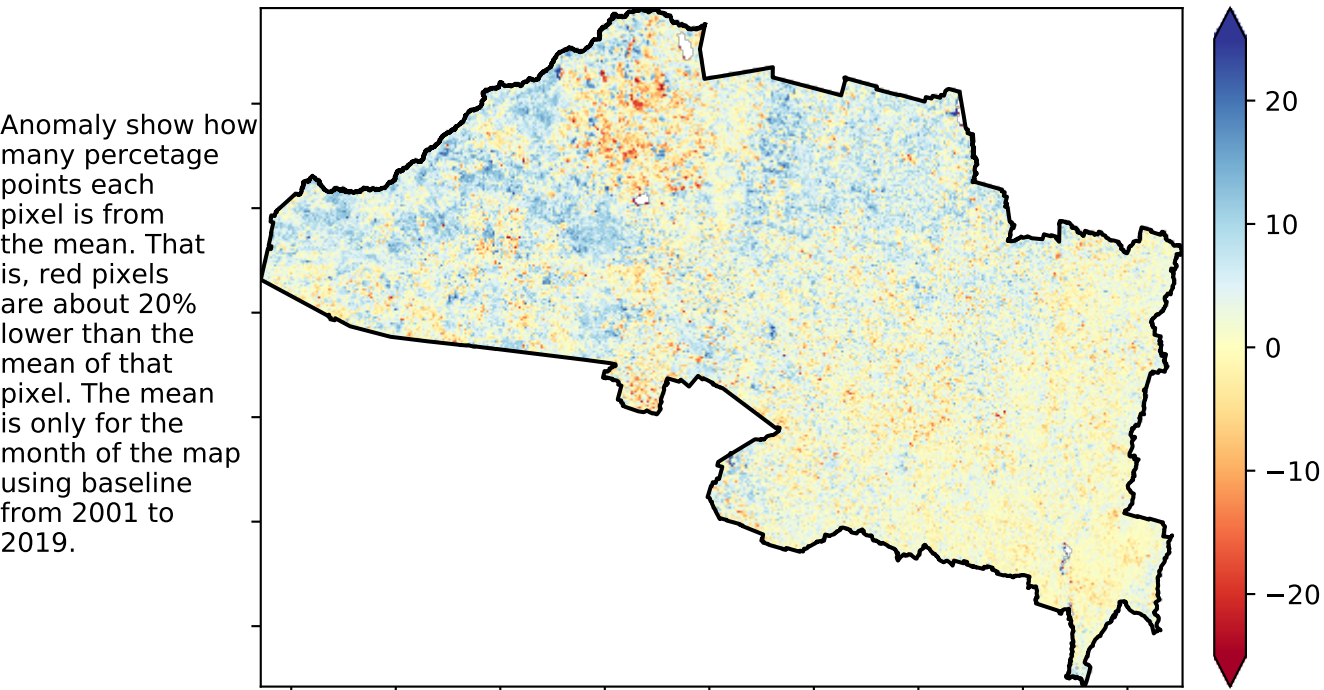 Anomaly show how
many percetage
points each
pixel is from
the mean. That
is, red pixels
are about 20%
lower than the
mean of that
pixel. The mean
is only for the
month of the map
using baseline
from 2001 to
2019.
20
10
0
−10
−20